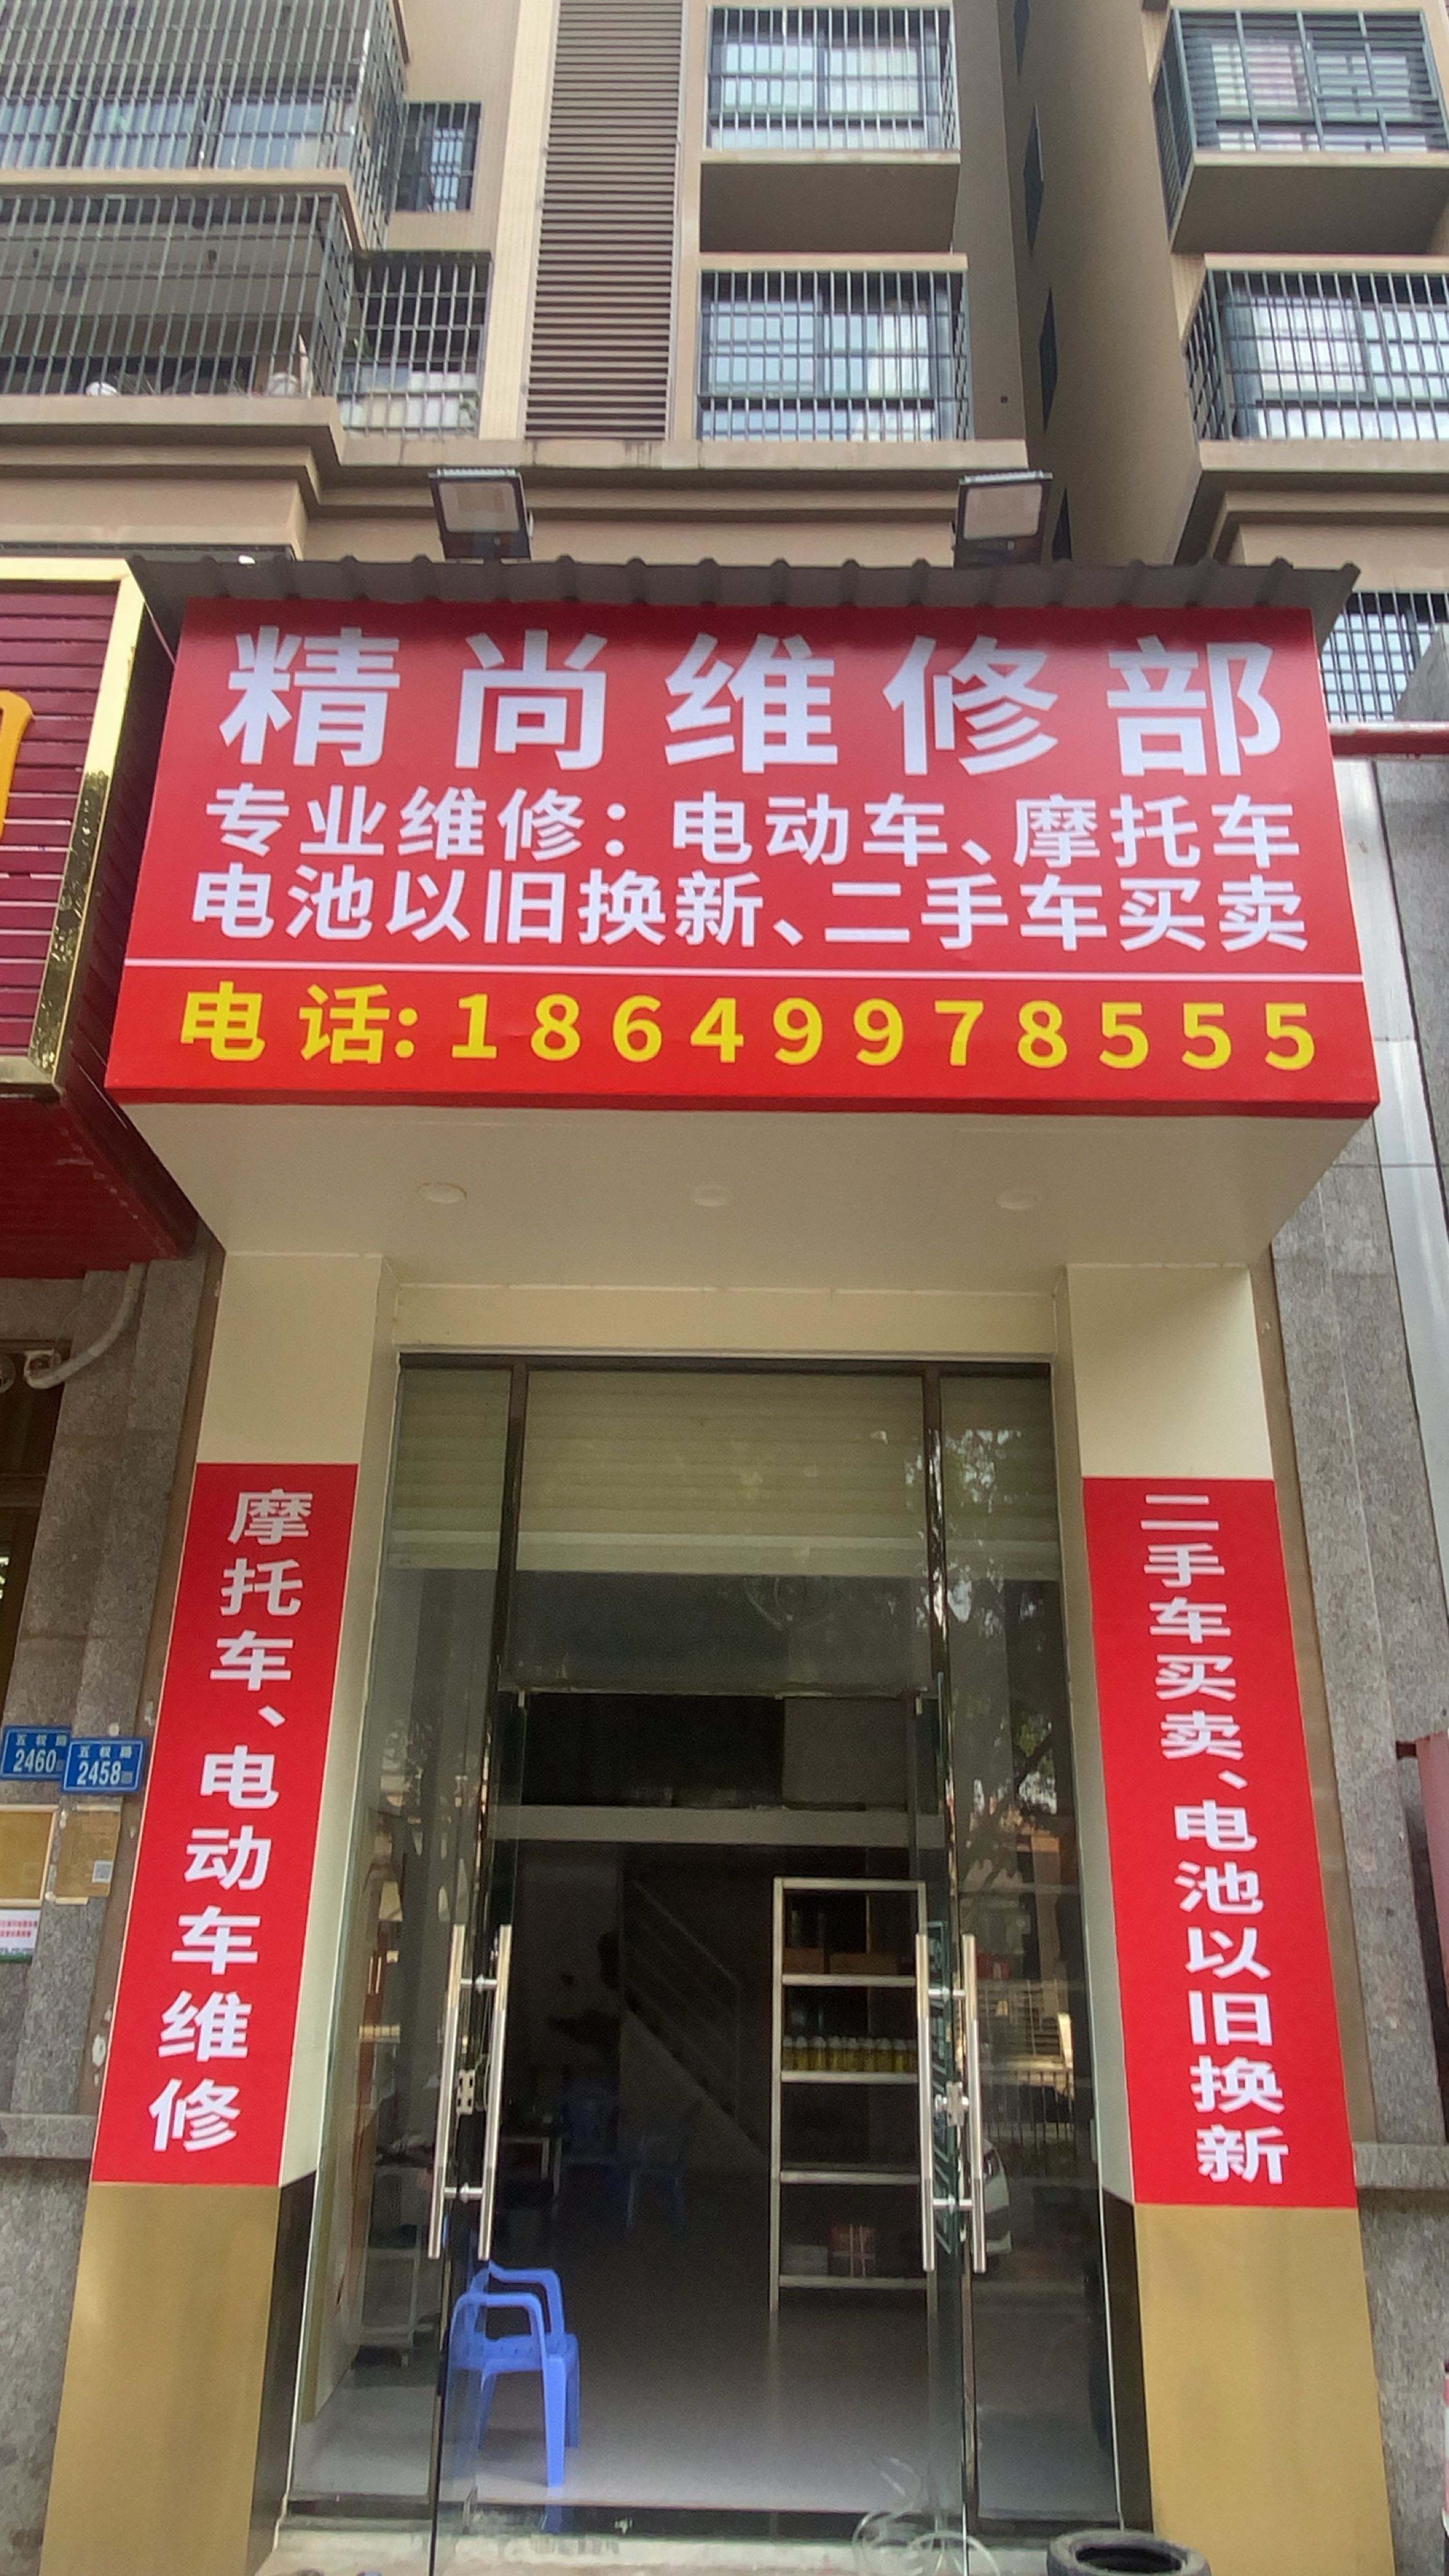 精尚维修部
专业维修：电动车、摩托车
电池以旧换新、二手车买卖
电话:18649978555
摩托车、电动车维修
二手车买卖、电池以旧换新
2460
2458